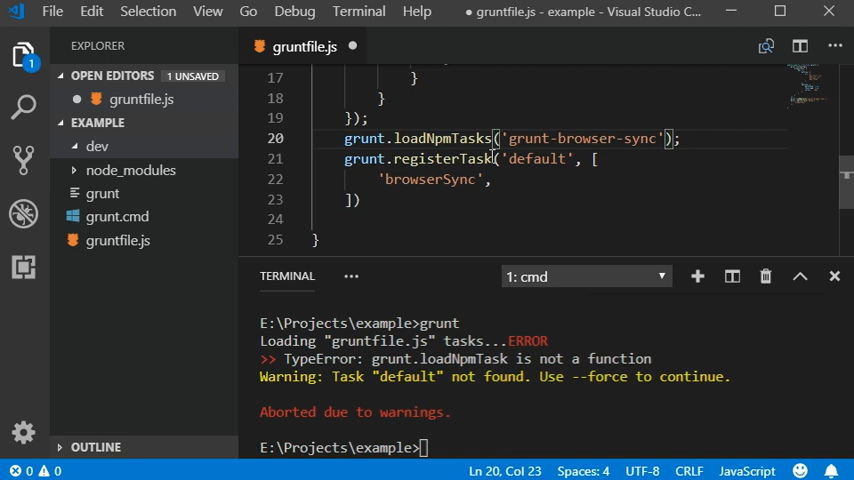 File Edit Selection View Go Debug Terminal Help ● gruntfile.js - example - Visual Studio C...
EXPLORER
gruntfile.js ●
OPEN EDITORS 1 UNSAVED
● gruntfile.js
EXAMPLE
dev
node_modules
grunt
grunt.cmd
gruntfile.js
OUTLINE
1
17 }
18 }
19 });
20 grunt.loadNpmTasks('grunt-browser-sync');
21 grunt.registerTask('default', [
22 'browserSync',
23 ])
24
25 }
TERMINAL ••• 1: cmd
E:\Projects\example>grunt
Loading "gruntfile.js" tasks...ERROR
>> TypeError: grunt.loadNpmTask is not a function
Warning: Task "default" not found. Use --force to continue.
Aborted due to warnings.
E:\Projects\example>
0 0 Ln 20, Col 23 Spaces: 4 UTF-8 CRLF JavaScript